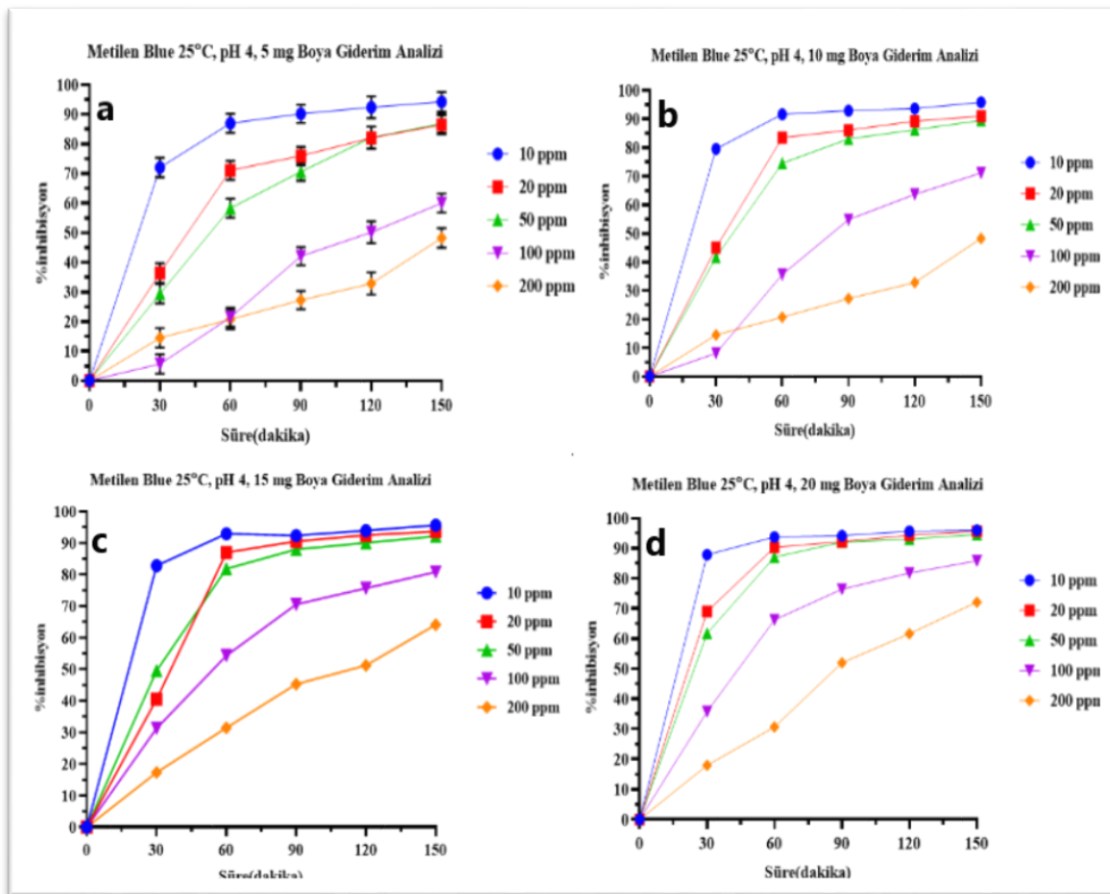 Metilen Blue 25°C, pH 4, 5 mg Boya Giderim Analizi
a
%inhibisyon
100
90
80
70
60
50
40
30
20
10
0
0 30 60 90 120 150
Süre(dakika)
10 ppm
20 ppm
50 ppm
100 ppm
200 ppm
Metilen Blue 25°C, pH 4, 10 mg Boya Giderim Analizi
b
%inhibisyon
100
90
80
70
60
50
40
30
20
10
0
0 30 60 90 120 150
Süre(dakika)
10 ppm
20 ppm
50 ppm
100 ppm
200 ppm
Metilen Blue 25°C, pH 4, 15 mg Boya Giderim Analizi
c
%inhibisyon
100
90
80
70
60
50
40
30
20
10
0
0 30 60 90 120 150
Süre(dakika)
10 ppm
20 ppm
50 ppm
100 ppm
200 ppm
Metilen Blue 25°C, pH 4, 20 mg Boya Giderim Analizi
d
%inhibisyon
100
90
80
70
60
50
40
30
20
10
0
0 30 60 90 120 150
Süre(dakika)
10 ppm
20 ppm
50 ppm
100 ppm
200 ppm